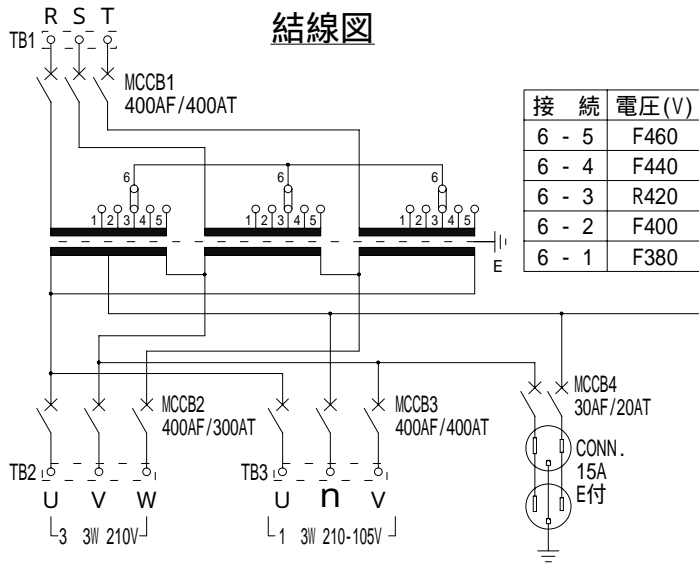 結線図
R S T
TB1
MCCB1
400AF/400AT
接 続 電圧(V)
6 - 5 F460
6 - 4 F440
6 - 3 R420
6 - 2 F400
6 - 1 F380
6 6 6
1 2 3 4 5 1 2 3 4 5 1 2 3 4 5
E
MCCB2
400AF/300AT
MCCB3
400AF/400AT
MCCB4
30AF/20AT
TB2
TB3
CONN.
15A
E付
U V W
U n V
3 3W 210V
1 3W 210-105V